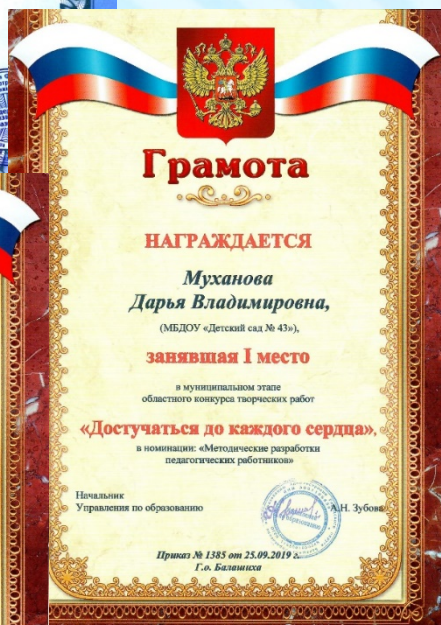 Грамота
НАГРАЖДАЕТСЯ
Муханова
Дарья Владимировна,
(МБДОУ «Детский сад № 43»),
занявшая I место
в муниципальном этапе
областного конкурса творческих работ
«Достучаться до каждого сердца»,
в номинации: «Методические разработки
педагогических работников»
Начальник
Управления по образованию
А.Н. Зубова
Приказ № 1385 от 25.09.2019 г.
Г.о. Балашиха